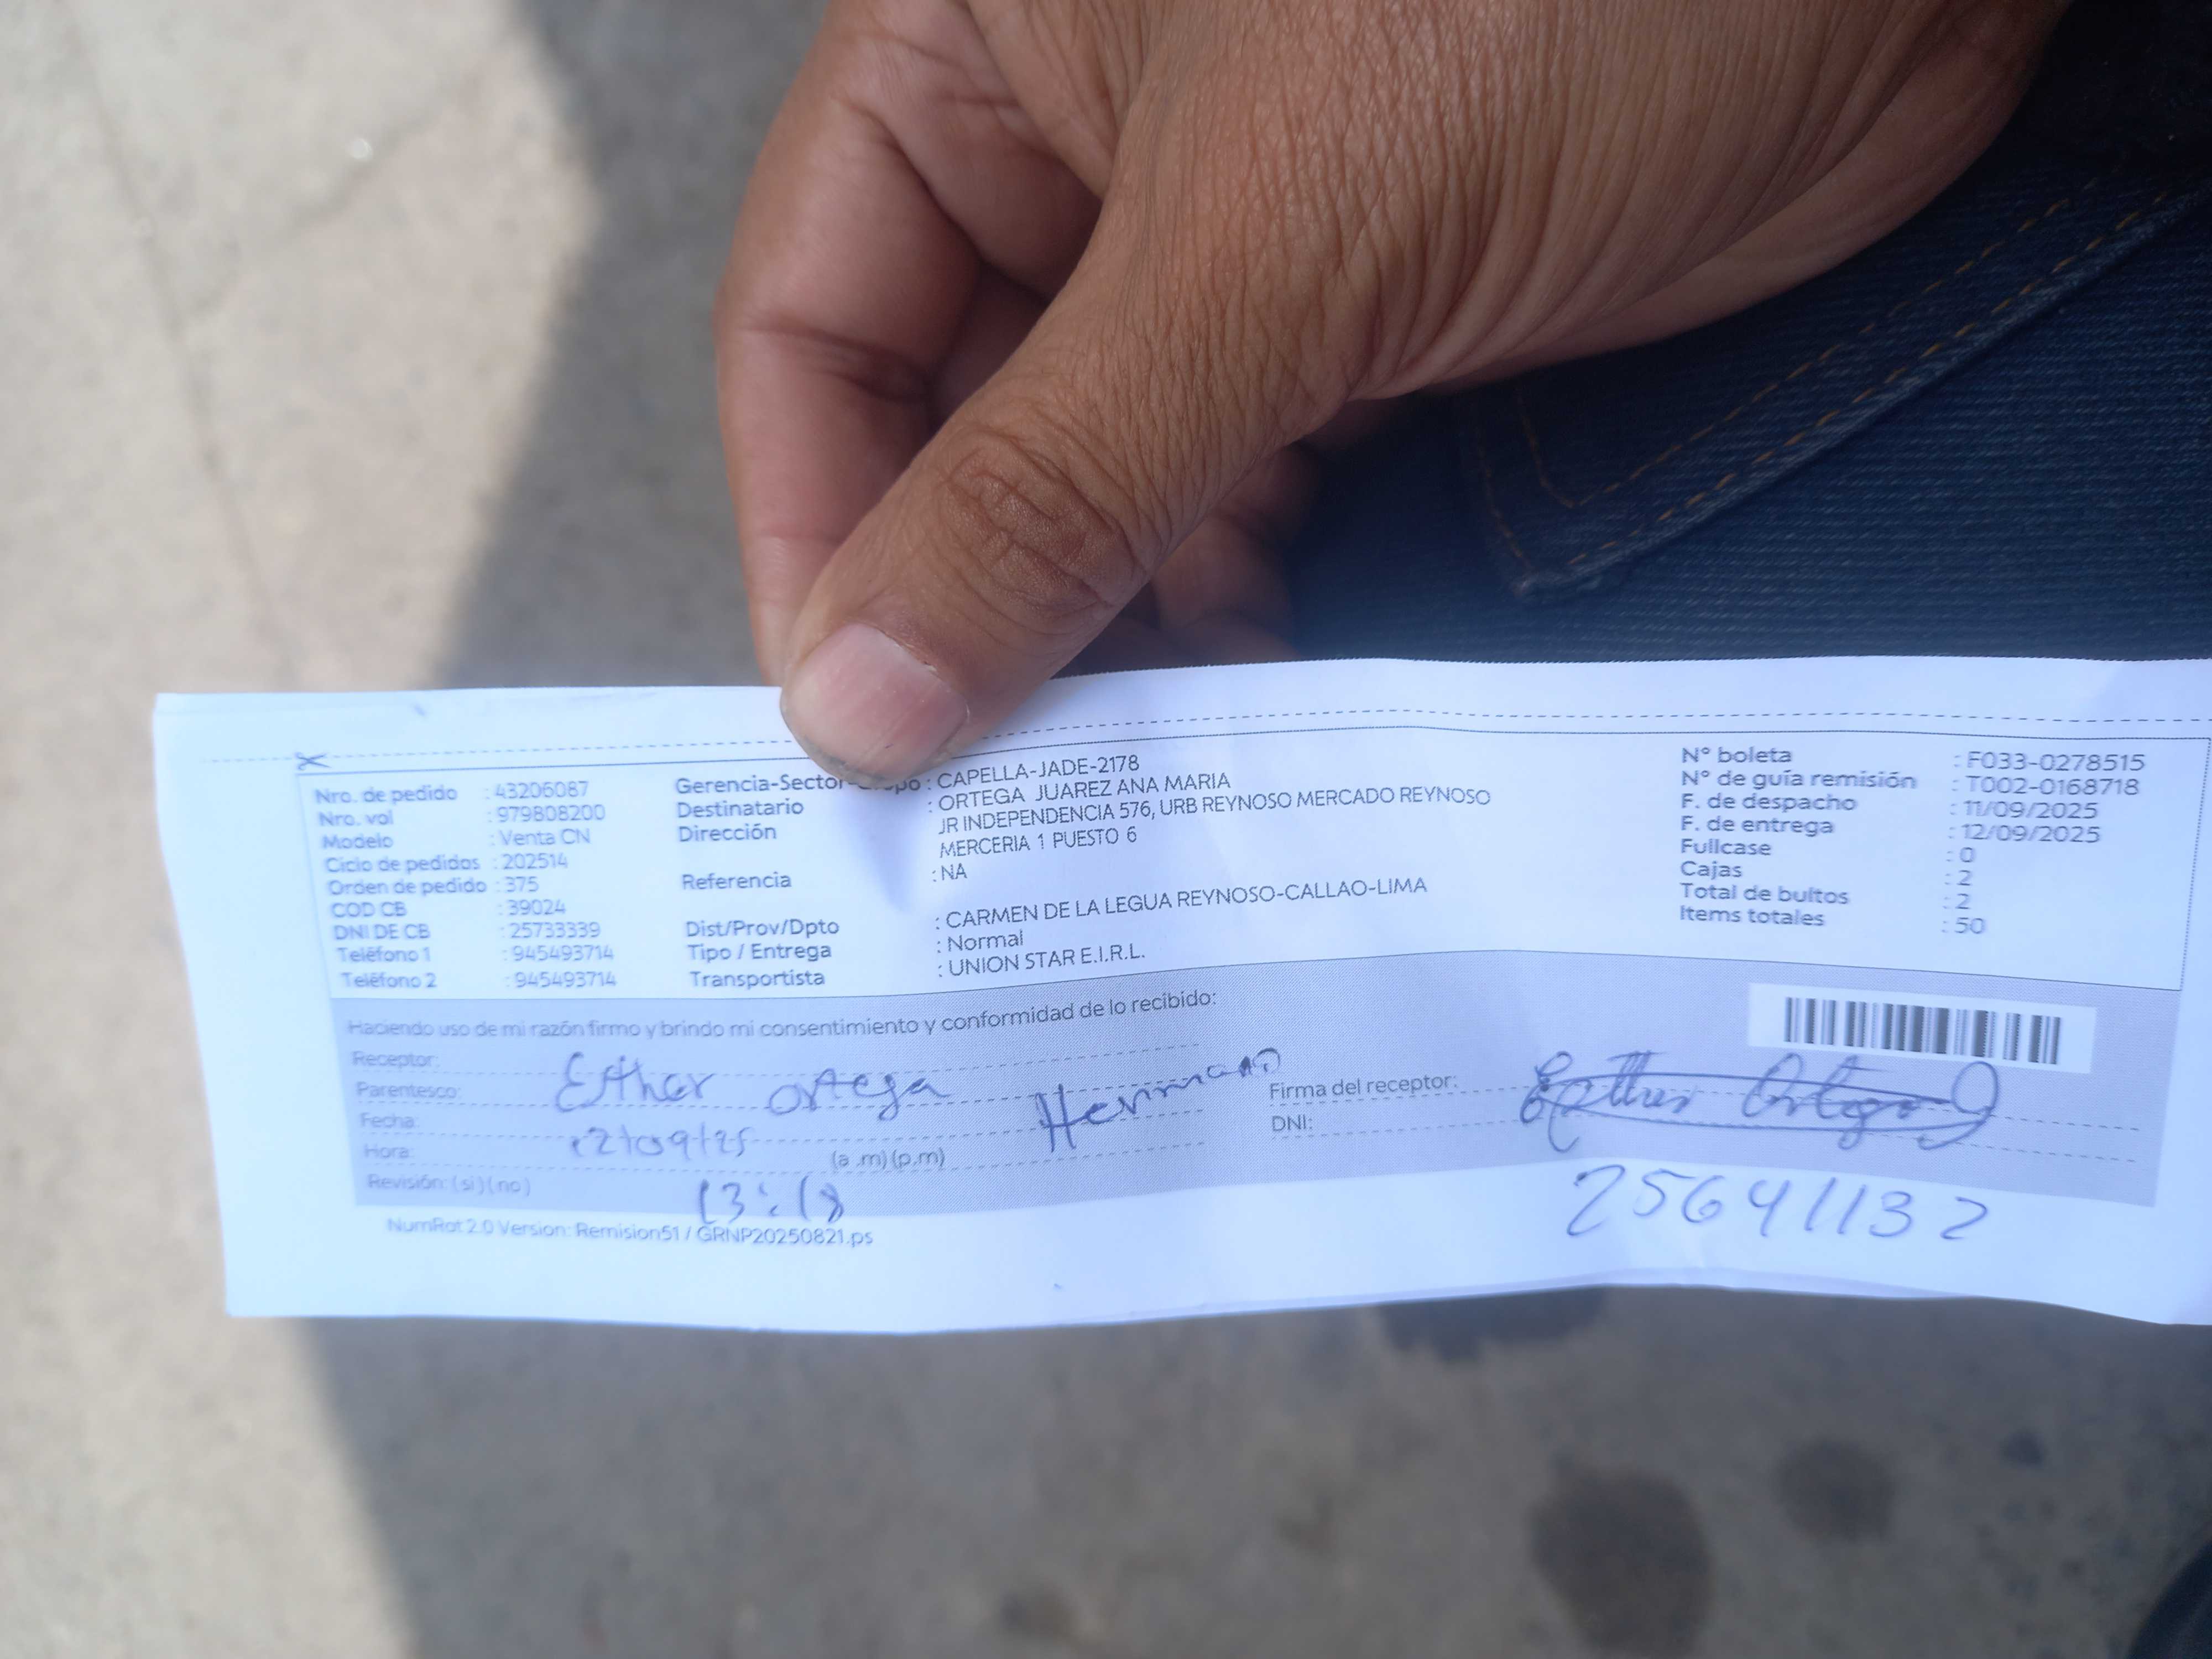 Nro. de pedido : 43206087
Nro. vol : 979808200
Modelo : Venta CN
Ciclo de pedidos : 202514
Orden de pedido : 375
COD CB : 39024
DNI DE CB : 25733339
Teléfono 1 : 945493714
Teléfono 2 : 945493714
Gerencia-Sector-Grupo : CAPELLA-JADE-2178
Destinatario : ORTEGA JUAREZ ANA MARIA
Dirección JR INDEPENDENCIA 576, URB REYNOSO MERCADO REYNOSO
MERCERIA 1 PUESTO 6
Referencia : NA
Dist/Prov/Dpto : CARMEN DE LA LEGUA REYNOSO-CALLAO-LIMA
Tipo / Entrega : Normal
Transportista : UNION STAR E.I.R.L.
N° boleta : F033-0278515
N° de guía remisión : T002-0168718
F. de despacho : 11/09/2025
F. de entrega : 12/09/2025
Fullcase : 0
Cajas : 2
Total de bultos : 2
Items totales : 50
Haciendo uso de mi razón firmo y brindo mi consentimiento y conformidad de lo recibido:
Receptor: Esther Ortega
Parentesco: Hermano
Fecha: 12/09/25
Hora: (a .m) (p.m) 13:18
Revisión: (si) ( no )
Firma del receptor: Esther Ortega
DNI: 25641132
NumRot 2.0 Version: Remision51 / GRNP20250821.ps